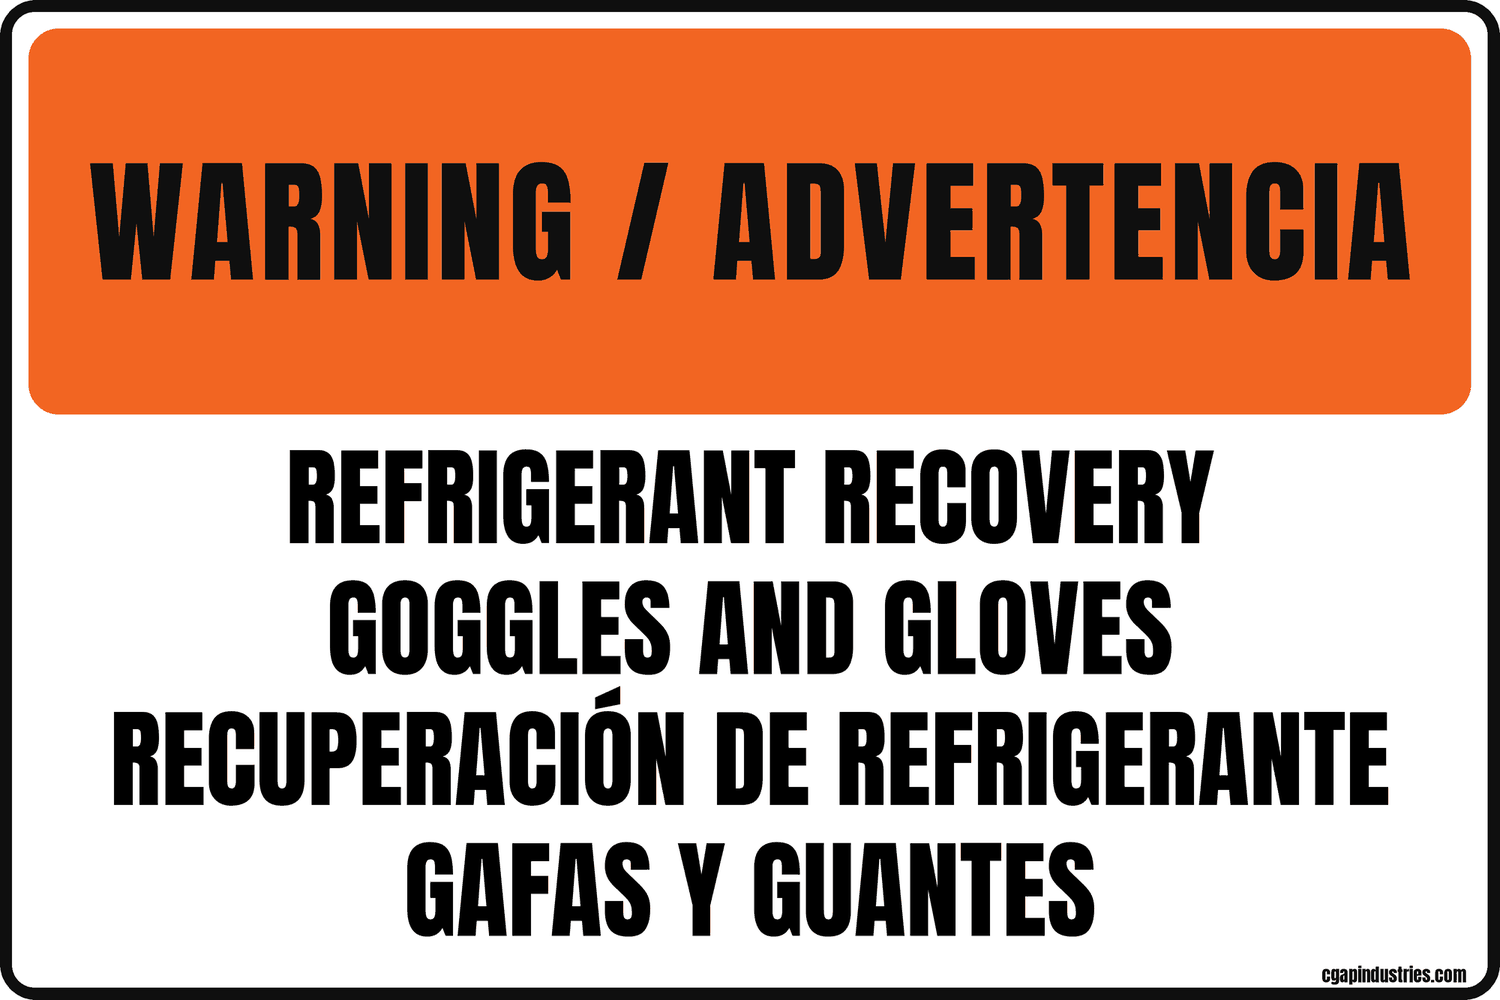 WARNING / ADVERTENCIA
REFRIGERANT RECOVERY
GOGGLES AND GLOVES
RECUPERACIÓN DE REFRIGERANTE
GAFAS Y GUANTES
cgapindustries.com